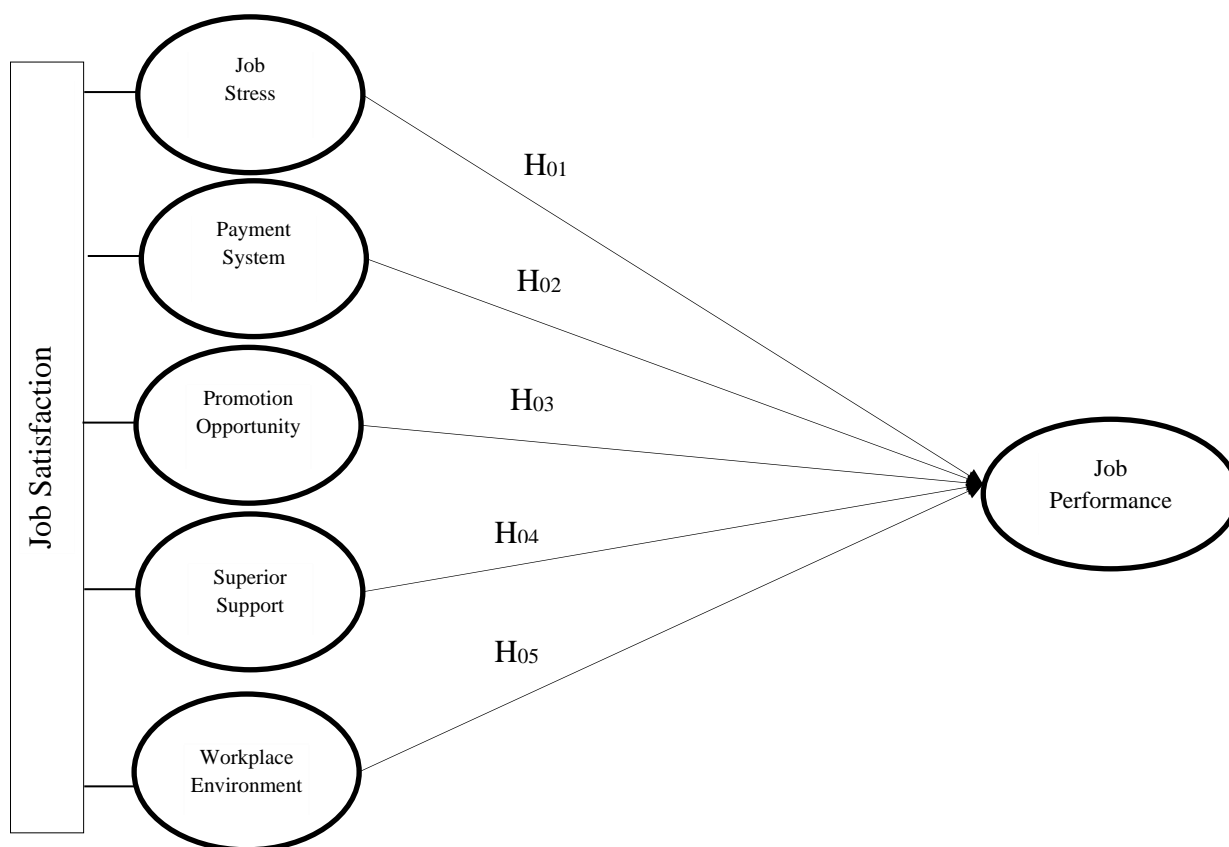 Job
Stress
H01
Payment
System
H02
Promotion
Opportunity
H03
Job Satisfaction
Job
Performance
Superior
Support
H04
H05
Workplace
Environment